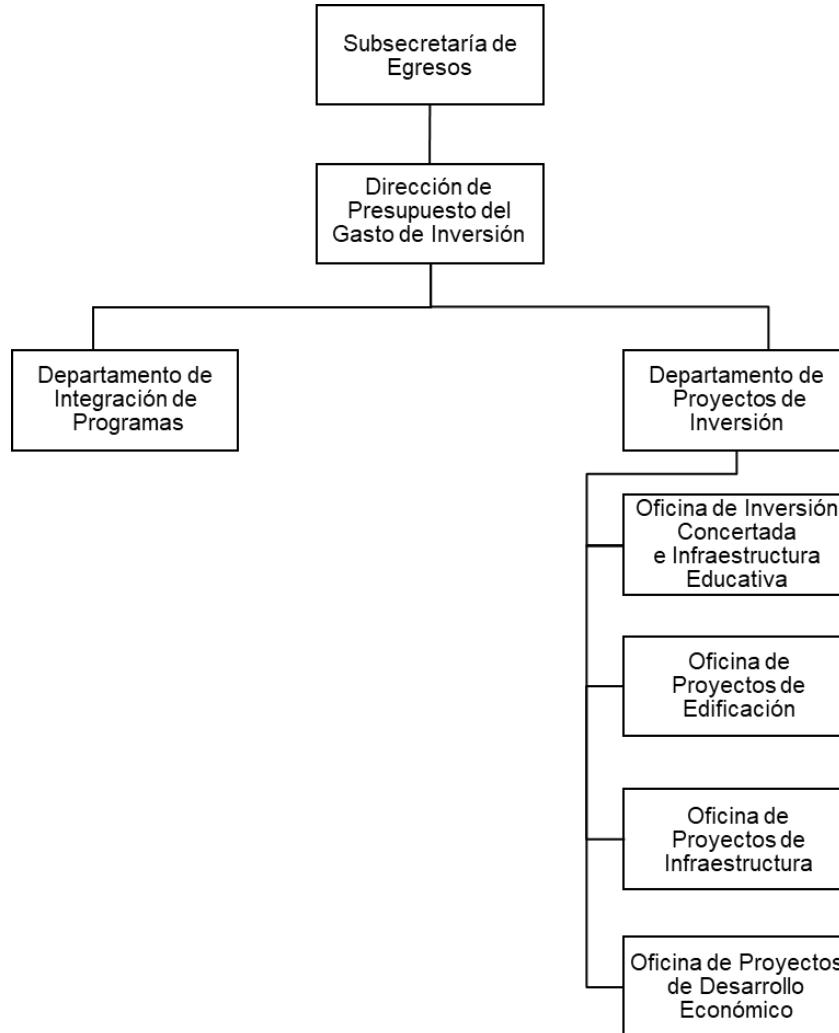 Subsecretaría de
Egresos
Dirección de
Presupuesto del
Gasto de Inversión
Departamento de
Integración de
Programas
Departamento de
Proyectos de
Inversión
Oficina de Inversión
Concertada
e Infraestructura
Educativa
Oficina de
Proyectos de
Edificación
Oficina de
Proyectos de
Infraestructura
Oficina de Proyectos
de Desarrollo
Económico